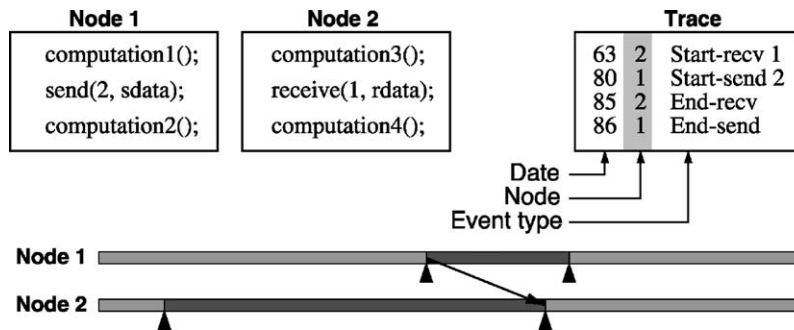 Node 1
computation1();
send(2, sdata);
computation2();
Node 2
computation3();
receive(1, rdata);
computation4();
Trace
63 2 Start-recv 1
80 1 Start-send 2
85 2 End-recv
86 1 End-send
Date
Node
Event type
Node 1
Node 2